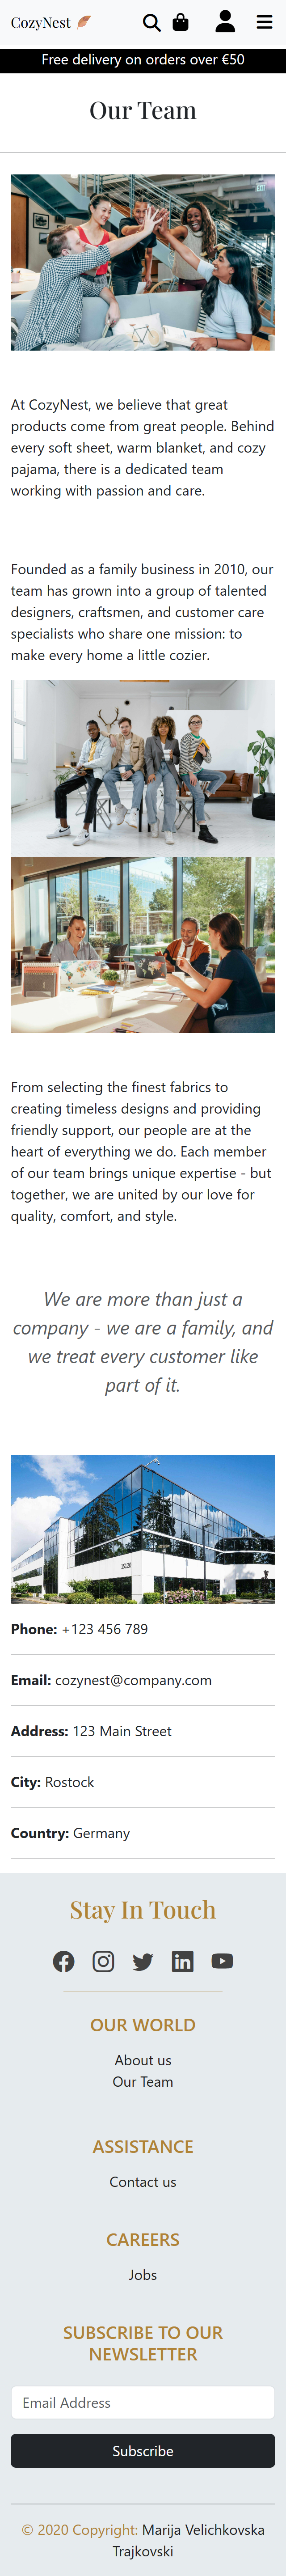 CozyNest
Free delivery on orders over €50
Our Team
At CozyNest, we believe that great
products come from great people. Behind
every soft sheet, warm blanket, and cozy
pajama, there is a dedicated team
working with passion and care.
Founded as a family business in 2010, our
team has grown into a group of talented
designers, craftsmen, and customer care
specialists who share one mission: to
make every home a little cozier.
From selecting the finest fabrics to
creating timeless designs and providing
friendly support, our people are at the
heart of everything we do. Each member
of our team brings unique expertise - but
together, we are united by our love for
quality, comfort, and style.
We are more than just a
company - we are a family, and
we treat every customer like
part of it.
Phone: +123 456 789
Email: cozynest@company.com
Address: 123 Main Street
City: Rostock
Country: Germany
Stay In Touch
OUR WORLD
About us
Our Team
ASSISTANCE
Contact us
CAREERS
Jobs
SUBSCRIBE TO OUR
NEWSLETTER
Email Address
Subscribe
© 2020 Copyright: Marija Velichkovska
Trajkovski